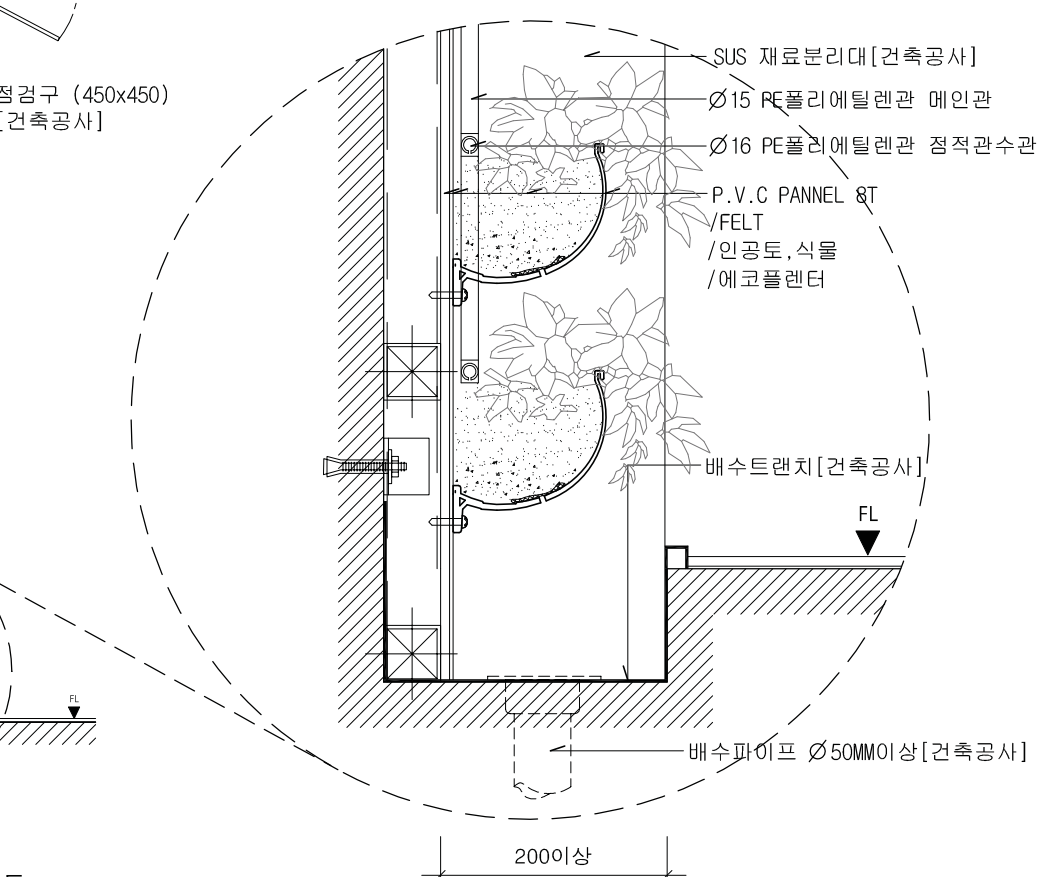 점검구 (450x450)
[건축공사]
SUS 재료분리대[건축공사]
Ø15 PE폴리에틸렌관 메인관
Ø16 PE폴리에틸렌관 점적관수관
P.V.C PANNEL 8T
/FELT
/인공토,식물
/에코플렌터
배수트랜치[건축공사]
FL
FL
배수파이프 Ø50MM이상[건축공사]
200이상